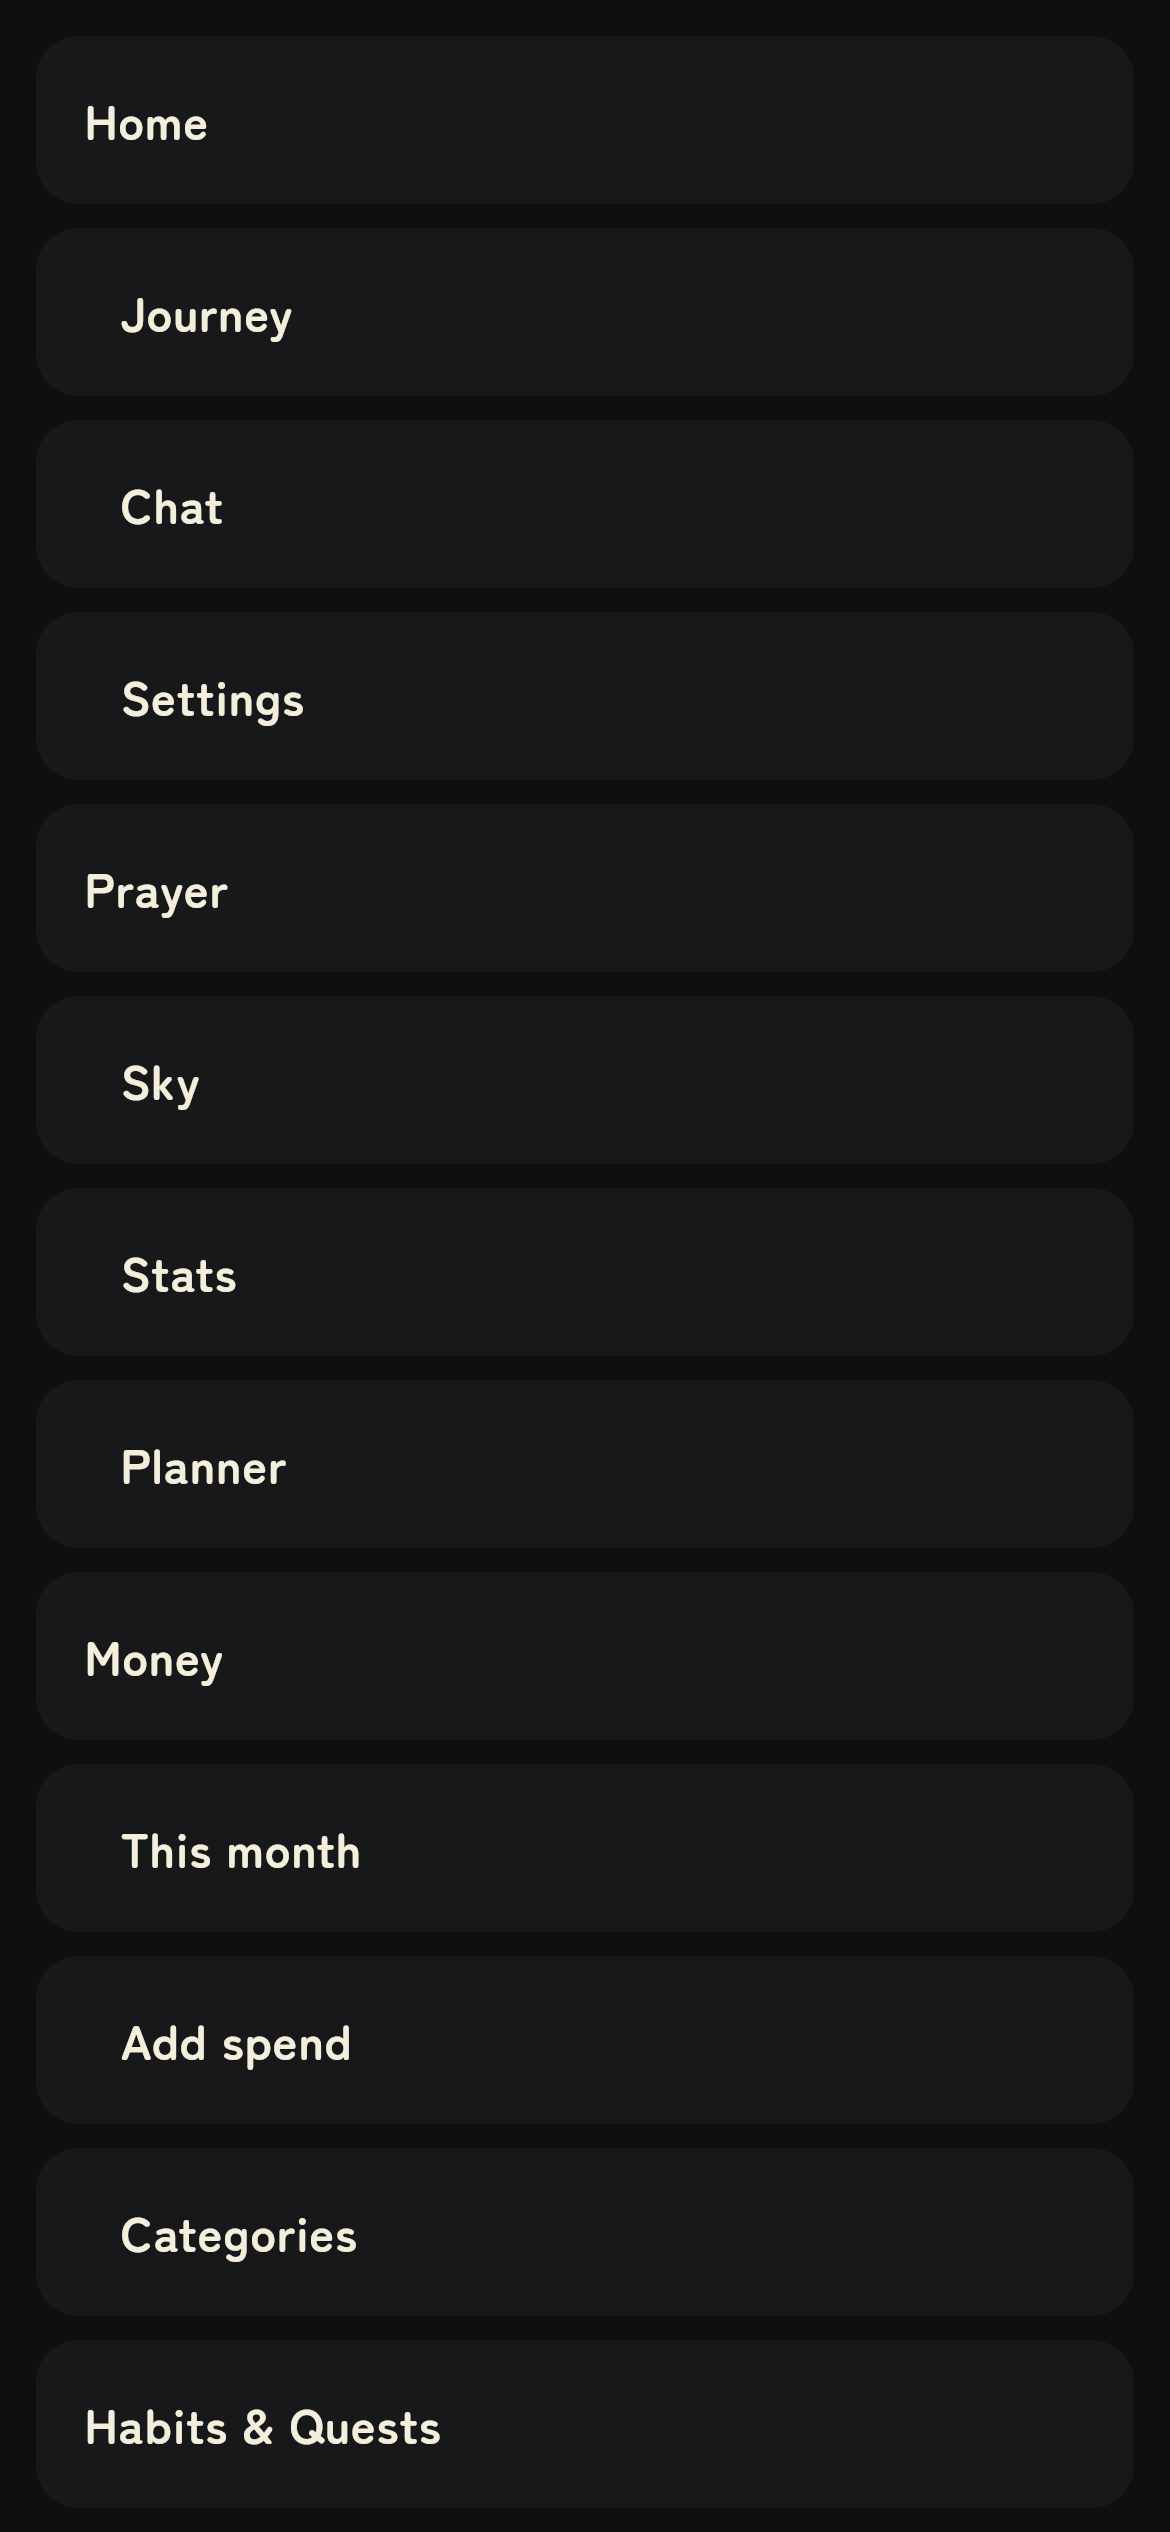 Home
Journey
Chat
Settings
Prayer
Sky
Stats
Planner
Money
This month
Add spend
Categories
Habits & Quests